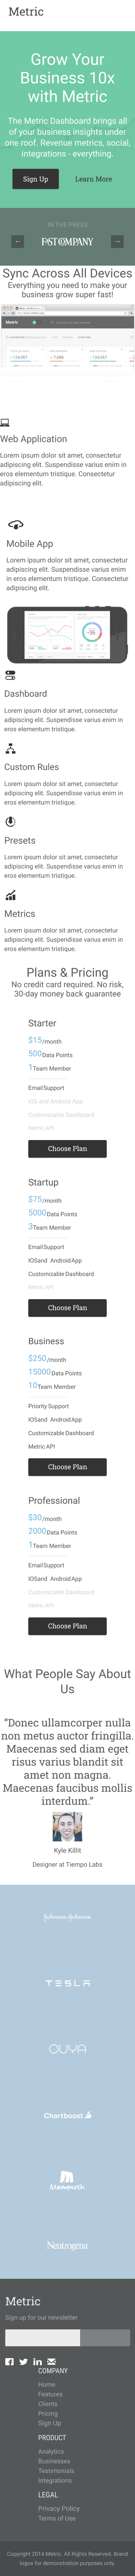 Metric
Grow Your
Business 10x
with Metric
The Metric Dashboard brings all
of your business insights under
one roof. Revenue metrics, social,
integrations - everything.
Sign Up
Learn More
IN THE PRESS
←
FAST COMPANY
→
Sync Across All Devices
Everything you need to make your
business grow super fast!
Metric
Web Application
Lorem ipsum dolor sit amet, consectetur
adipiscing elit. Suspendisse varius enim in
eros elementum tristique. Consectetur elit
adipiscing elit.
Mobile App
Lorem ipsum dolor sit amet, consectetur
adipiscing elit. Suspendisse varius enim in
eros elementum tristique. Consectetur elit
adipiscing elit.
Dashboard
Lorem ipsum dolor sit amet, consectetur
adipiscing elit. Suspendisse varius enim in
eros elementum tristique.
Custom Rules
Lorem ipsum dolor sit amet, consectetur
adipiscing elit. Suspendisse varius enim in
eros elementum tristique.
Presets
Lorem ipsum dolor sit amet, consectetur
adipiscing elit. Suspendisse varius enim in
eros elementum tristique.
Metrics
Lorem ipsum dolor sit amet, consectetur
adipiscing elit. Suspendisse varius enim in
eros elementum tristique.
Plans & Pricing
No credit card required. No risk,
30-day money back guarantee
Starter
$15/month
500Data Points
1Team Member
Email Support
IOS and Android App
Customizable Dashboard
Metric API
Choose Plan
Startup
$75/month
5000Data Points
3Team Member
Email Support
IOSand AndroidApp
Customizable Dashboard
Metric API
Choose Plan
Business
$250/month
15000Data Points
10Team Member
Priority Support
IOSand AndroidApp
Customizable Dashboard
Metric API
Choose Plan
Professional
$30/month
2000Data Points
1Team Member
Email Support
IOSand AndroidApp
Customizable Dashboard
Metric API
Choose Plan
What People Say About
Us
“Donec ullamcorper nulla
non metus auctor fringilla.
Maecenas sed diam eget
risus varius blandit sit
amet non magna.
Maecenas faucibus mollis
interdum.”
Kyle Killit
Designer at Tiempo Labs
Johnson & Johnson
TESLA
OUYA
Chartboost
Mammoth
Neutrogena
Metric
Sign up for our newsletter
COMPANY
Home
Features
Clients
Pricing
Sign Up
PRODUCT
Analytics
Businesses
Testimonials
Integrations
LEGAL
Privacy Policy
Terms of Use
Copyright 2014 Metric. All Rights Reserved. Brand
logos for demonstration purposes only.